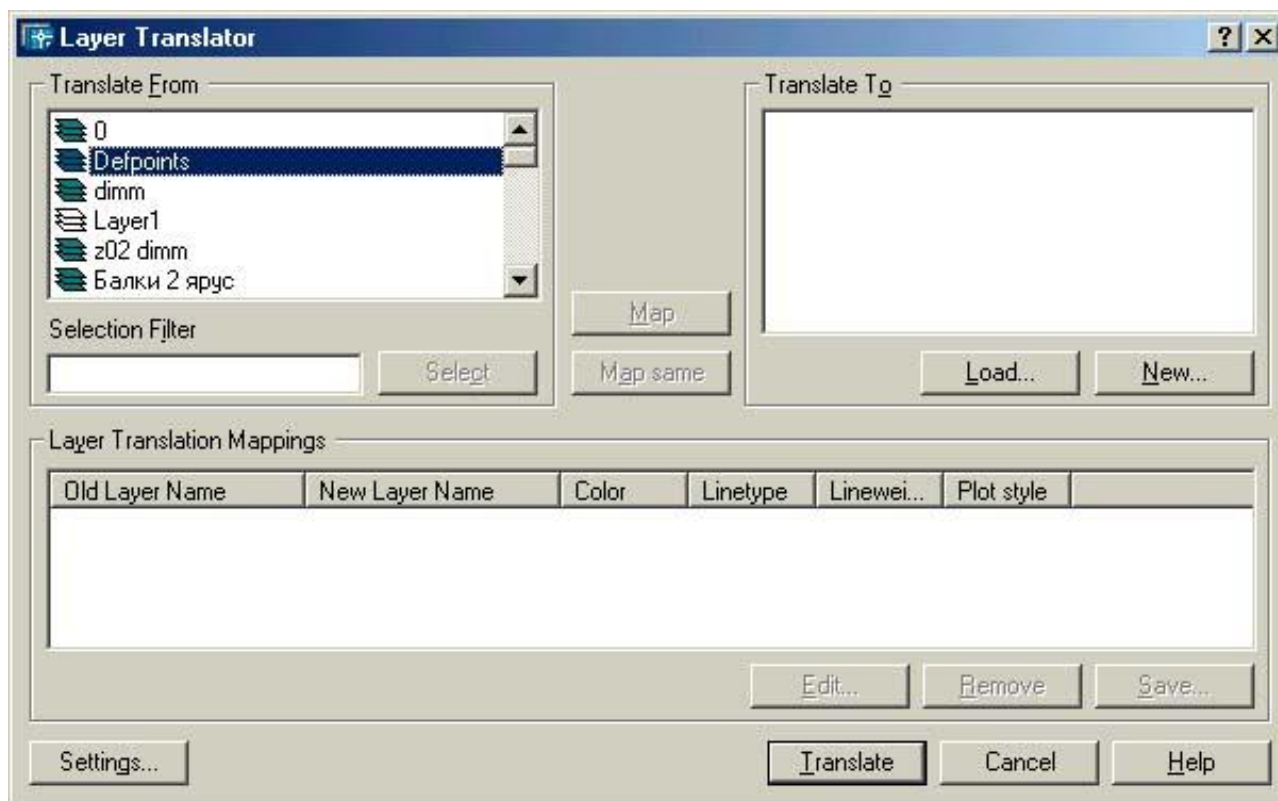 Layer Translator
Translate From
Translate To
0
Defpoints
dimm
Layer1
z02 dimm
Балки 2 ярус
Selection Filter
Select
Map
Map same
Load...
New...
Layer Translation Mappings
Old Layer Name New Layer Name Color Linetype Linewei... Plot style
Edit... Remove Save...
Settings... Translate Cancel Help